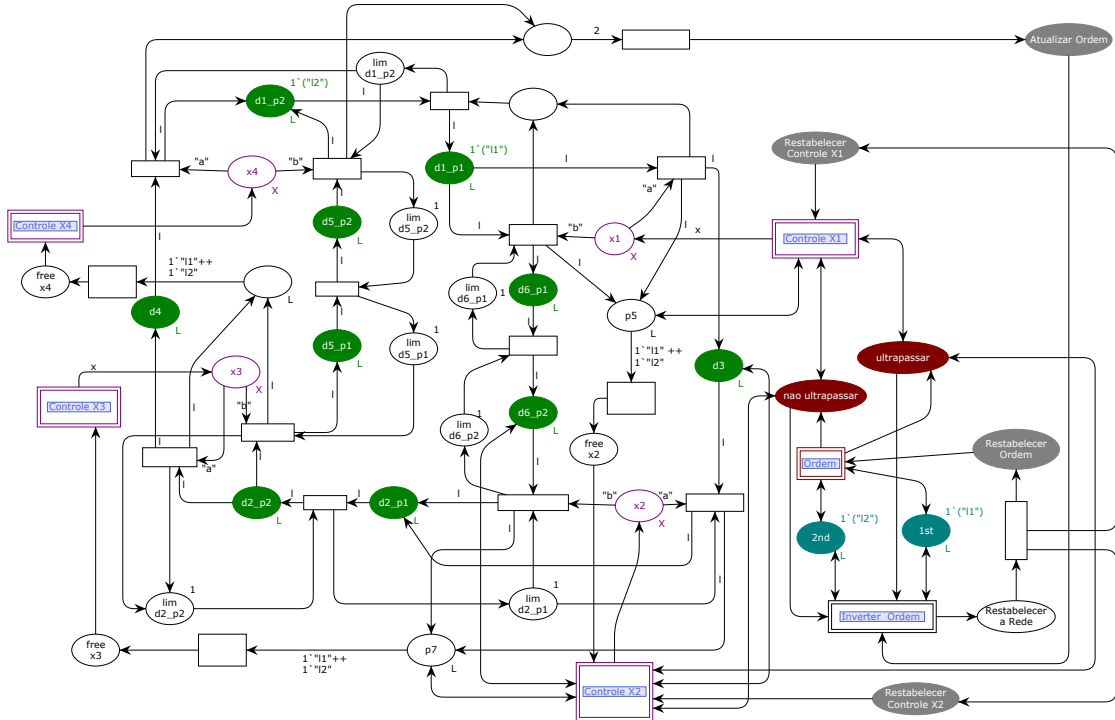 2
Atualizar Ordem
lim
d1_p2
l
1`("l2")
d1_p2
L
l
l
l
l
l
l
1`("l1")
d1_p1
L
l
l
"a"
Restabelecer
Controle X1
"a"
x4
X
"b"
l
1
lim
d5_p2
d5_p2
L
l
l
l
"b"
x1
X
x
Controle X1
Controle X4
free
x4
1`"l1"++
1`"l2"
L
l
d4
L
l
lim
d6_p1
1
l
d6_p1
L
l
l
p5
L
1
lim
d5_p1
d5_p1
L
l
1`"l1" ++
1`"l2"
d3
L
ultrapassar
nao ultrapassar
x
x3
X
"b"
"a"
l
l
l
l
Controle X3
lim
d6_p2
1
l
d6_p2
L
l
free
x2
l
Ordem
Restabelecer
Ordem
l
d2_p2
L
l
l
d2_p1
L
l
"b"
x2
X
"a"
l
l
l
1`("l2")
2nd
L
1`("l1")
1st
L
lim
d2_p2
1
lim
d2_p1
1
Inverter Ordem
Restabelecer
a Rede
free
x3
1`"l1"++
1`"l2"
p7
L
Controle X2
Restabelecer
Controle X2